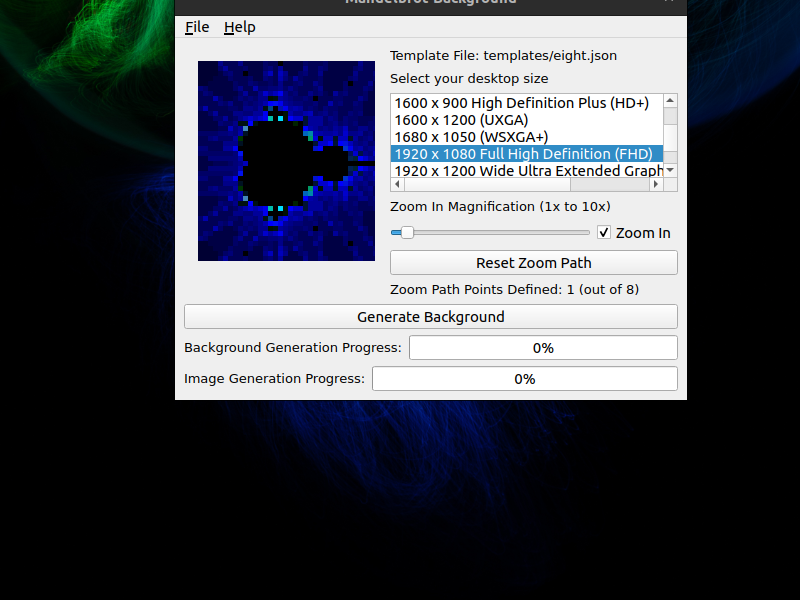 Mandelbrot Background
File Help
Template File: templates/eight.json
Select your desktop size
1600 x 900 High Definition Plus (HD+)
1600 x 1200 (UXGA)
1680 x 1050 (WSXGA+)
1920 x 1080 Full High Definition (FHD)
1920 x 1200 Wide Ultra Extended Graph
Zoom In Magnification (1x to 10x)
Zoom In
Reset Zoom Path
Zoom Path Points Defined: 1 (out of 8)
Generate Background
Background Generation Progress: 0%
Image Generation Progress: 0%